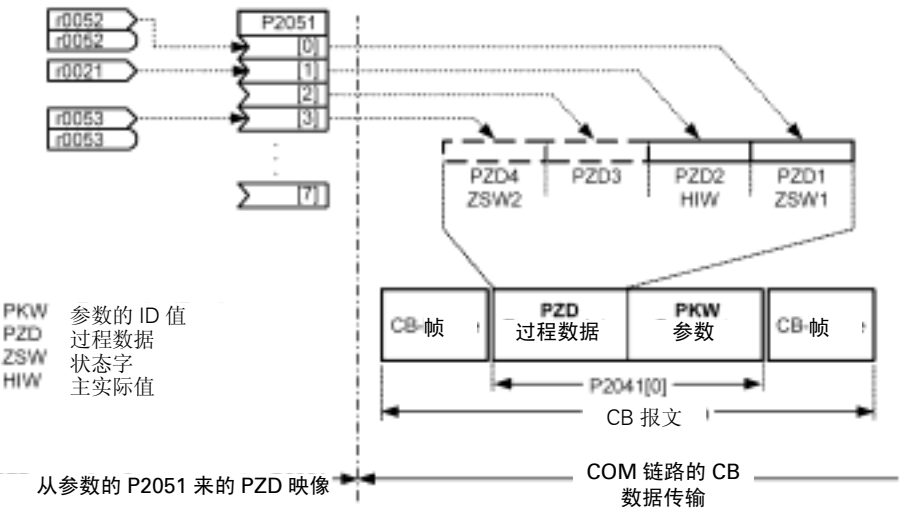 r0052
r0052
r0021
r0053
r0053
P2051
[0]
[1]
[2]
[3]
[7]
PZD4
ZSW2
PZD3
PZD2
HIW
PZD1
ZSW1
CB-帧
PZD
过程数据
PKW
参数
CB-帧
P2041[0]
CB 报文
PKW 参数的 ID 值
PZD 过程数据
ZSW 状态字
HIW 主实际值
从参数的 P2051 来的 PZD 映像
COM 链路的 CB
数据传输